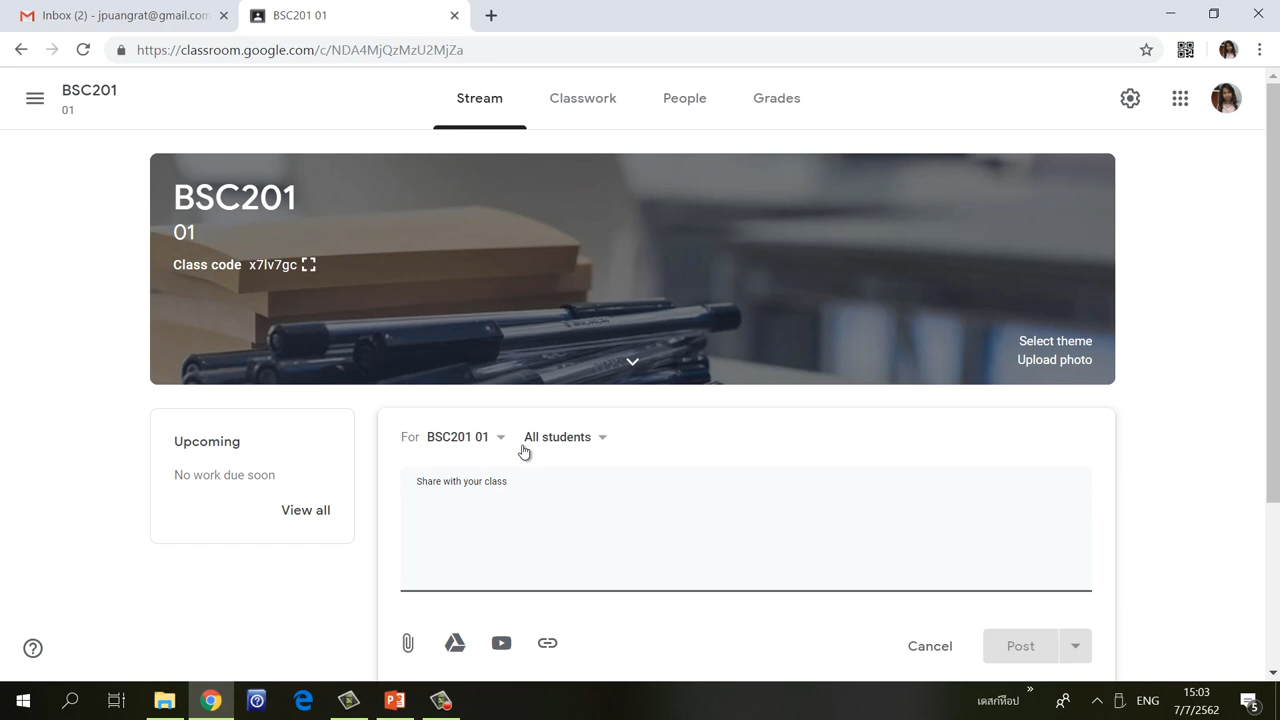 Inbox (2) - jpuangrat@gmail.com
BSC201 01
https://classroom.google.com/c/NDA4MjQzMzU2MjZa
BSC201
01
Stream
Classwork
People
Grades
BSC201
01
Class code x7lv7gc
Select theme
Upload photo
Upcoming
No work due soon
View all
For BSC201 01
All students
Share with your class
Cancel
Post
เดสก์ท็อป
ENG
15:03
7/7/2562
5